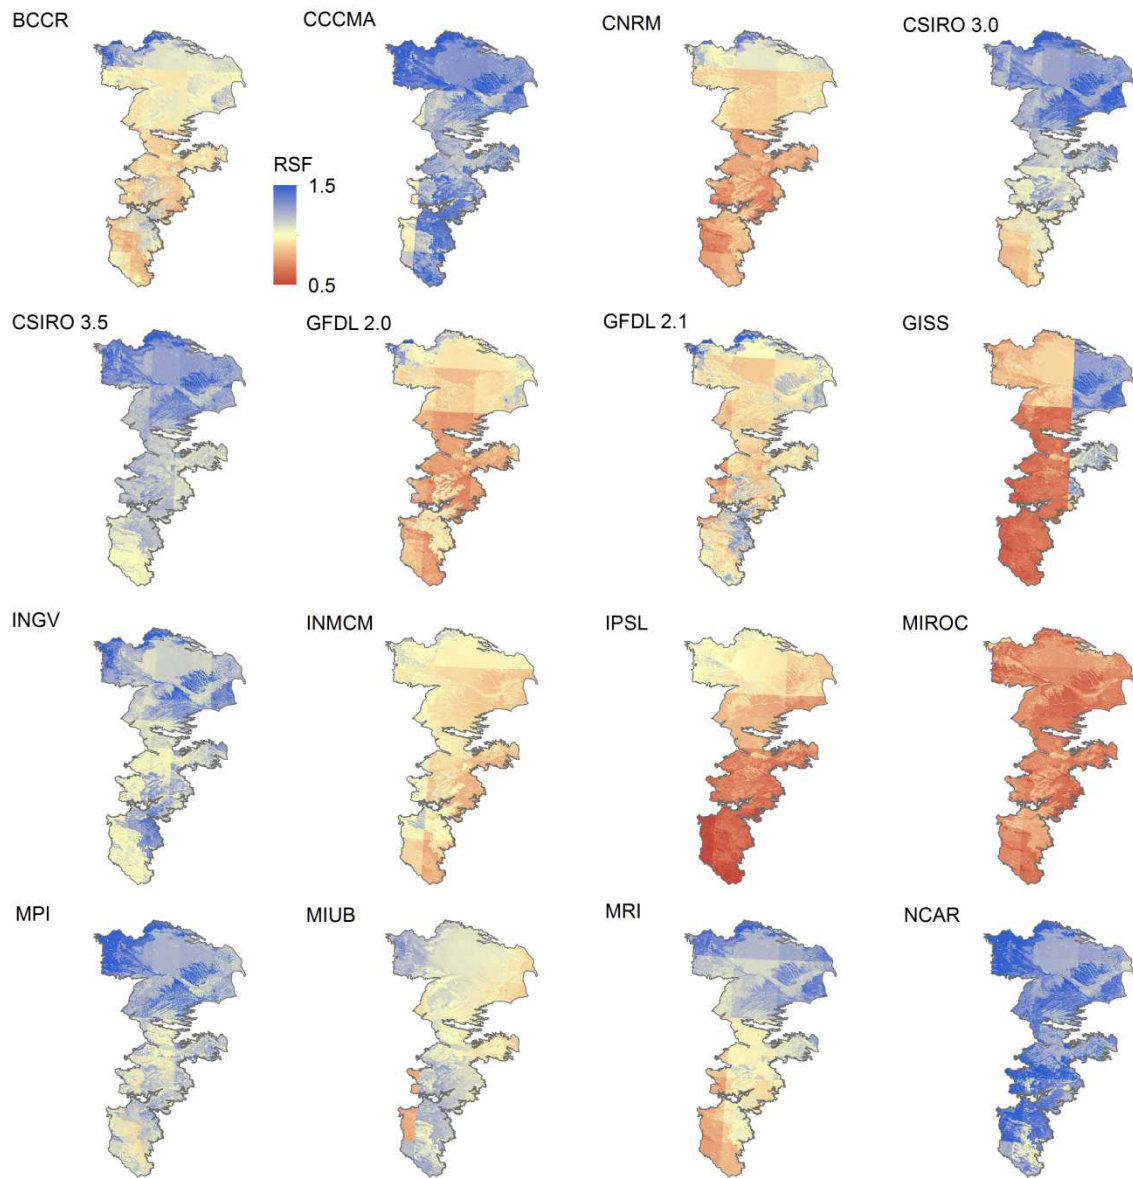 BCCR
CCCMA
CNRM
CSIRO 3.0
RSF
1.5
0.5
CSIRO 3.5
GFDL 2.0
GFDL 2.1
GISS
INGV
INMCM
IPSL
MIROC
MPI
MIUB
MRI
NCAR